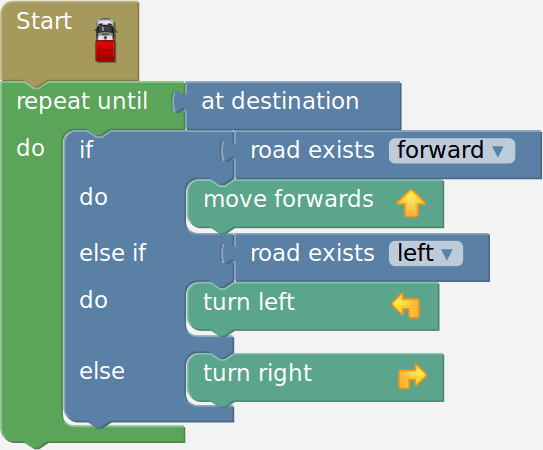 Start
repeat until at destination
do if road exists forward
do move forwards
else if road exists left
do turn left
else turn right